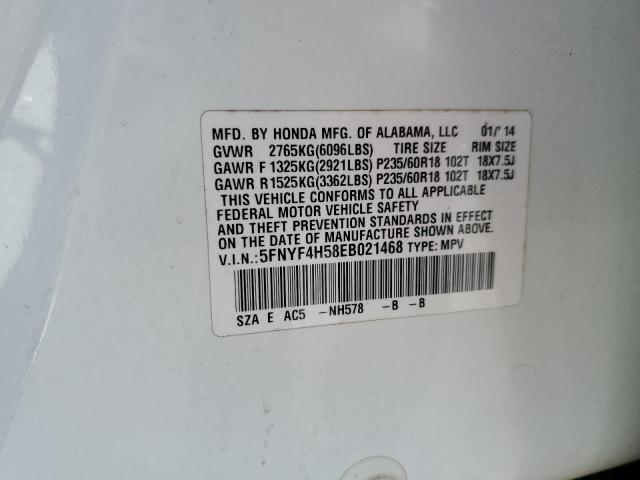 MFD. BY HONDA MFG. OF ALABAMA, LLC 01/'14
GVWR 2765KG(6096LBS) TIRE SIZE RIM SIZE
GAWR F 1325KG(2921LBS) P235/60R18 102T 18X7.5J
GAWR R1525KG(3362LBS) P235/60R18 102T 18X7.5J
THIS VEHICLE CONFORMS TO ALL APPLICABLE
FEDERAL MOTOR VEHICLE SAFETY
AND THEFT PREVENTION STANDARDS IN EFFECT
ON THE DATE OF MANUFACTURE SHOWN ABOVE.
V.I.N.:5FNYF4H58EB021468 TYPE: MPV
SZA E AC5 -NH578 -B -B